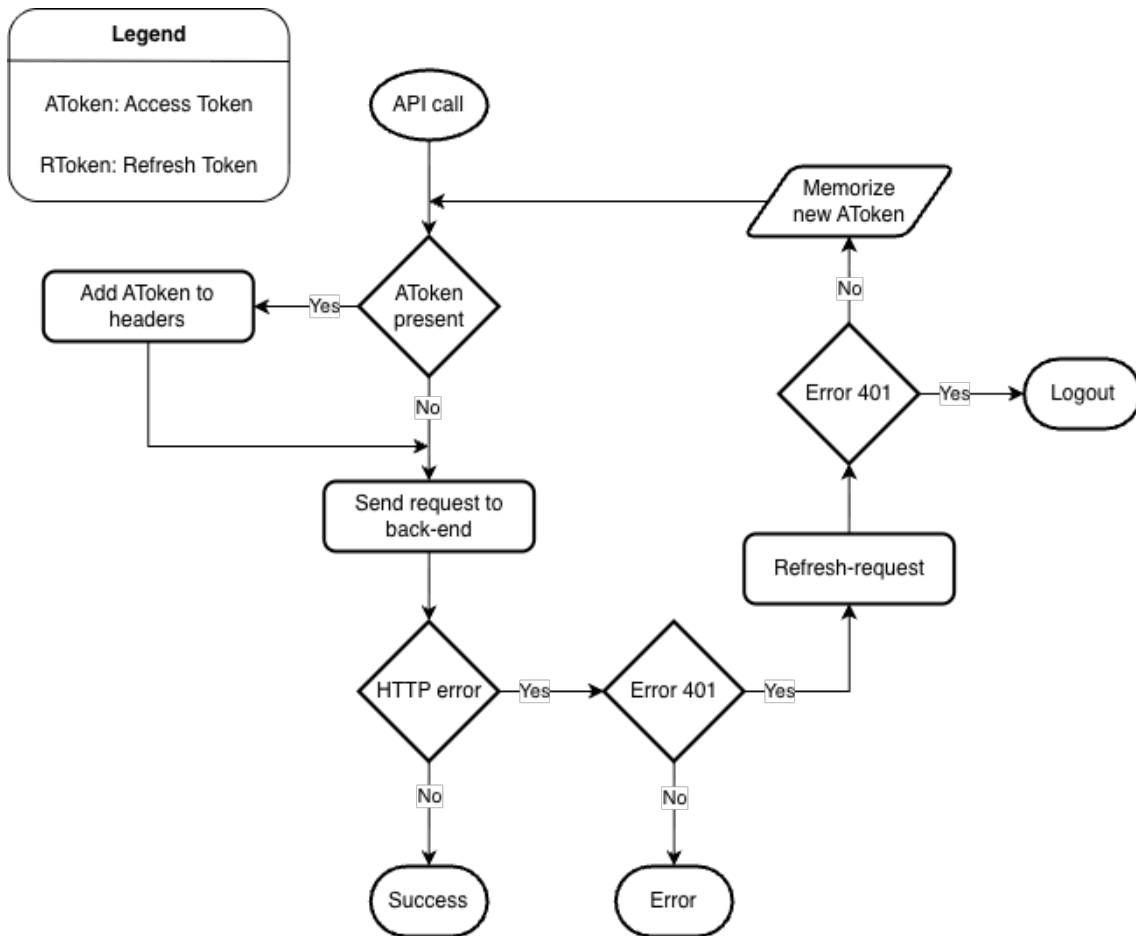 Legend
AToken: Access Token
RToken: Refresh Token
API call
Memorize
new AToken
Add AToken to
headers
Yes
AToken
present
No
No
Error 401
Yes
Logout
Send request to
back-end
Refresh-request
HTTP error
Yes
Error 401
Yes
No
No
Success
Error